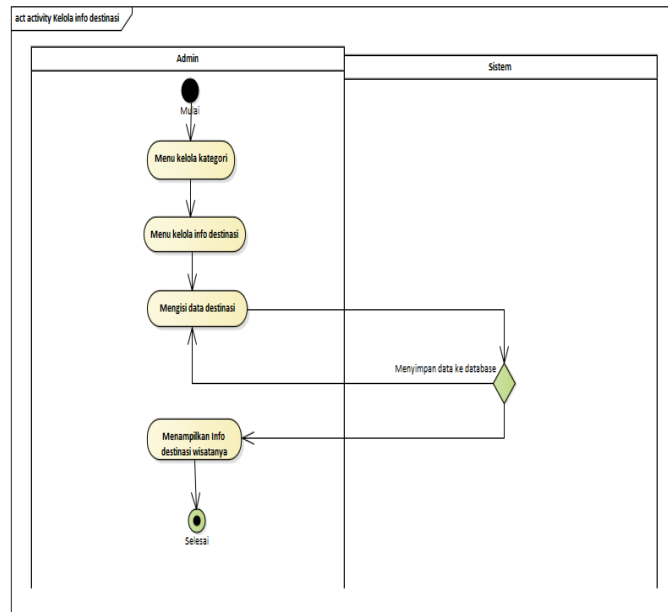 act activity Kelola info destinasi
Admin
Sistem
Mulai
Menu kelola kategori
Menu kelola info destinasi
Mengisi data destinasi
Menyimpan data ke database
Menampilkan Info
destinasi wisatanya
Selesai